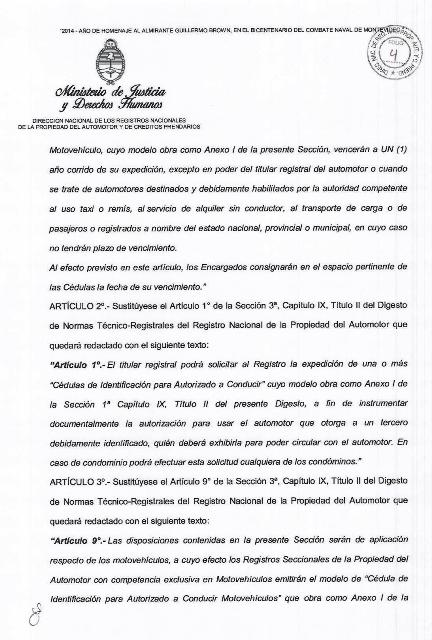 "2014 - AÑO DE HOMENAJE AL ALMIRANTE GUILLERMO BROWN, EN EL BICENTENARIO DEL COMBATE NAVAL DE MONTEVIDEO"
FOLIO
4
Ministerio de Justicia
y Derechos Humanos
DIRECCION NACIONAL DE LOS REGISTROS NACIONALES
DE LA PROPIEDAD DEL AUTOMOTOR Y DE CREDITOS PRENDARIOS
Motovehículo, cuyo modelo obra como Anexo I de la presente Sección, vencerán a UN (1)
año corrido de su expedición, excepto en poder del titular registral del automotor o cuando
se trate de automotores destinados y debidamente habilitados por la autoridad competente
al uso taxi o remís, al servicio de alquiler sin conductor, al transporte de carga o de
pasajeros o registrados a nombre del estado nacional, provincial o municipal, en cuyo caso
no tendrán plazo de vencimiento.
Al efecto previsto en este artículo, los Encargados consignarán en el espacio pertinente de
las Cédulas la fecha de su vencimiento."
ARTÍCULO 2º.- Sustitúyese el Artículo 1° de la Sección 3ª, Capítulo IX, Título II del Digesto
de Normas Técnico-Registrales del Registro Nacional de la Propiedad del Automotor que
quedará redactado con el siguiente texto:
"Artículo 1º.- El titular registral podrá solicitar al Registro la expedición de una o más
"Cédulas de Identificación para Autorizado a Conducir" cuyo modelo obra como Anexo I de
la Sección 1ª Capítulo IX, Título II del presente Digesto, a fin de instrumentar
documentalmente la autorización para usar el automotor que otorga a un tercero
debidamente identificado, quién deberá exhibirla para poder circular con el automotor. En
caso de condominio podrá efectuar esta solicitud cualquiera de los condóminos."
ARTÍCULO 3º.- Sustitúyese el Artículo 9° de la Sección 3ª, Capítulo IX, Título II del Digesto
de Normas Técnico-Registrales del Registro Nacional de la Propiedad del Automotor que
quedará redactado con el siguiente texto:
"Artículo 9º.- Las disposiciones contenidas en la presente Sección serán de aplicación
respecto de los motovehículos, a cuyo efecto los Registros Seccionales de la Propiedad del
Automotor con competencia exclusiva en Motovehículos emitirán el modelo de "Cédula de
Identificación para Autorizado a Conducir Motovehículos" que obra como Anexo I de la